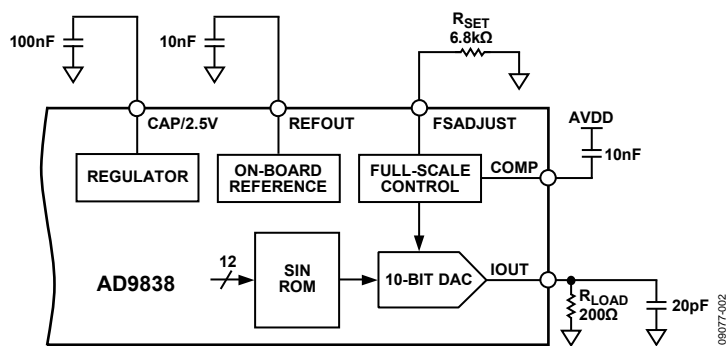 100nF
10nF
RSET
6.8kΩ
CAP/2.5V
REFOUT
FSADJUST
AVDD
10nF
REGULATOR
ON-BOARD
REFERENCE
FULL-SCALE
CONTROL
COMP
12
AD9838
SIN
ROM
10-BIT DAC
IOUT
RLOAD
200Ω
20pF
09077-002